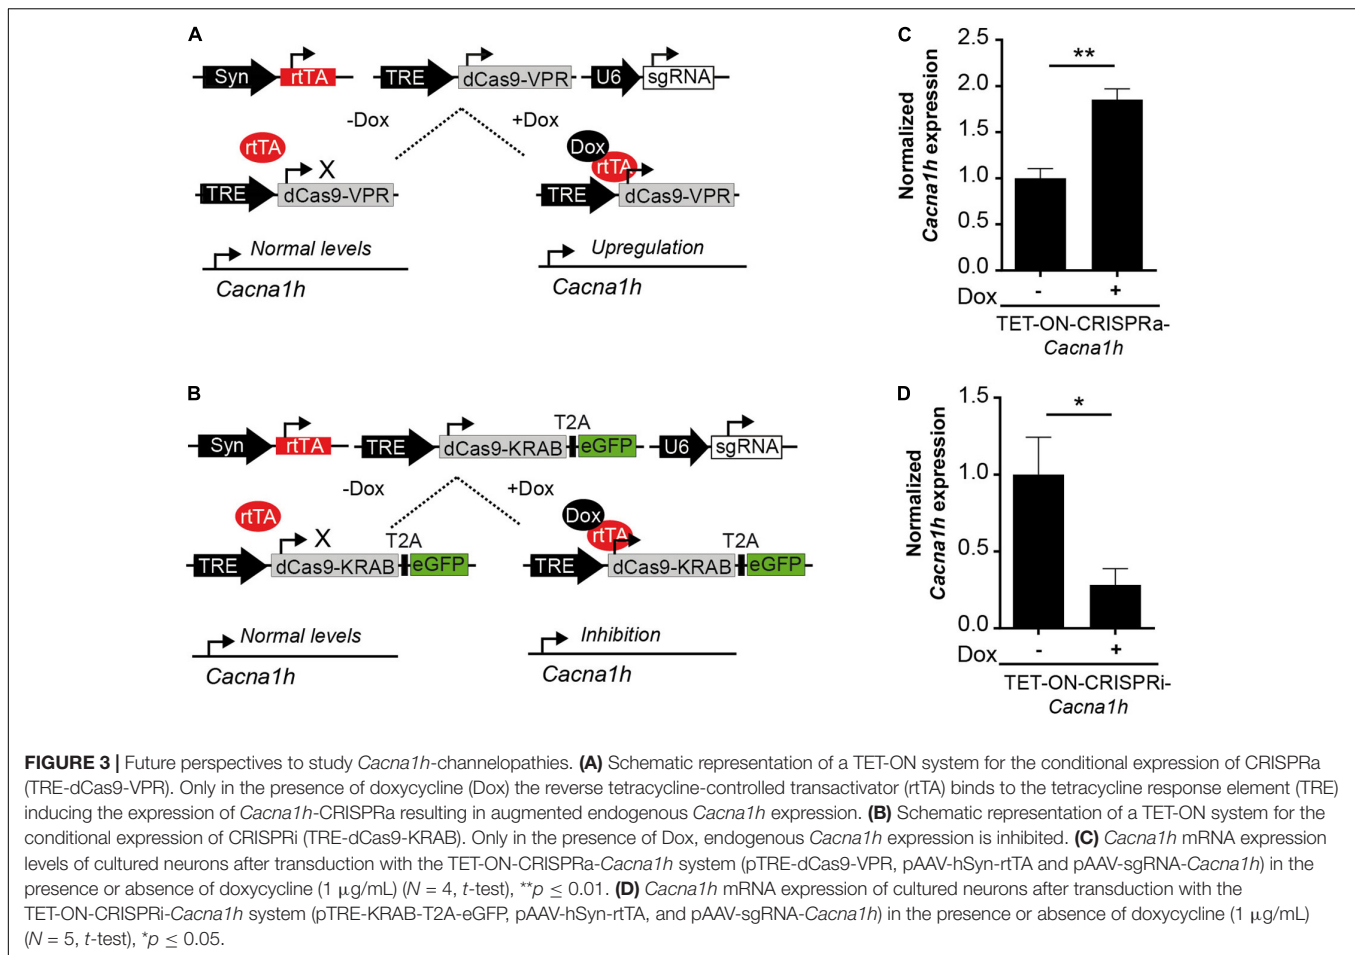 A
Syn rtTA TRE dCas9-VPR U6 sgRNA
-Dox +Dox
rtTA Dox rtTA
TRE X dCas9-VPR TRE dCas9-VPR
Normal levels Upregulation
Cacna1h Cacna1h
C
Normalized
Cacna1h expression
2.5
2.0
1.5
1.0
0.5
0.0
**
Dox - +
TET-ON-CRISPRa-
Cacna1h
B
T2A
Syn rtTA TRE dCas9-KRAB eGFP U6 sgRNA
-Dox +Dox
rtTA Dox rtTA
X T2A T2A
TRE dCas9-KRAB eGFP TRE dCas9-KRAB eGFP
Normal levels Inhibition
Cacna1h Cacna1h
D
Normalized
Cacna1h expression
1.5
1.0
0.5
0.0
*
Dox - +
TET-ON-CRISPRi-
Cacna1h
FIGURE 3 | Future perspectives to study Cacna1h-channelopathies. (A) Schematic representation of a TET-ON system for the conditional expression of CRISPRa
(TRE-dCas9-VPR). Only in the presence of doxycycline (Dox) the reverse tetracycline-controlled transactivator (rtTA) binds to the tetracycline response element (TRE)
inducing the expression of Cacna1h-CRISPRa resulting in augmented endogenous Cacna1h expression. (B) Schematic representation of a TET-ON system for the
conditional expression of CRISPRi (TRE-dCas9-KRAB). Only in the presence of Dox, endogenous Cacna1h expression is inhibited. (C) Cacna1h mRNA expression
levels of cultured neurons after transduction with the TET-ON-CRISPRa-Cacna1h system (pTRE-dCas9-VPR, pAAV-hSyn-rtTA and pAAV-sgRNA-Cacna1h) in the
presence or absence of doxycycline (1 μg/mL) (N = 4, t-test), **p ≤ 0.01. (D) Cacna1h mRNA expression of cultured neurons after transduction with the
TET-ON-CRISPRi-Cacna1h system (pTRE-KRAB-T2A-eGFP, pAAV-hSyn-rtTA, and pAAV-sgRNA-Cacna1h) in the presence or absence of doxycycline (1 μg/mL)
(N = 5, t-test), *p ≤ 0.05.